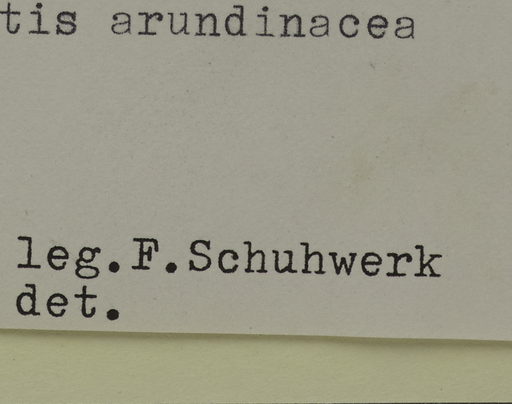 tis arundinacea
leg.F.Schuhwerk
det.